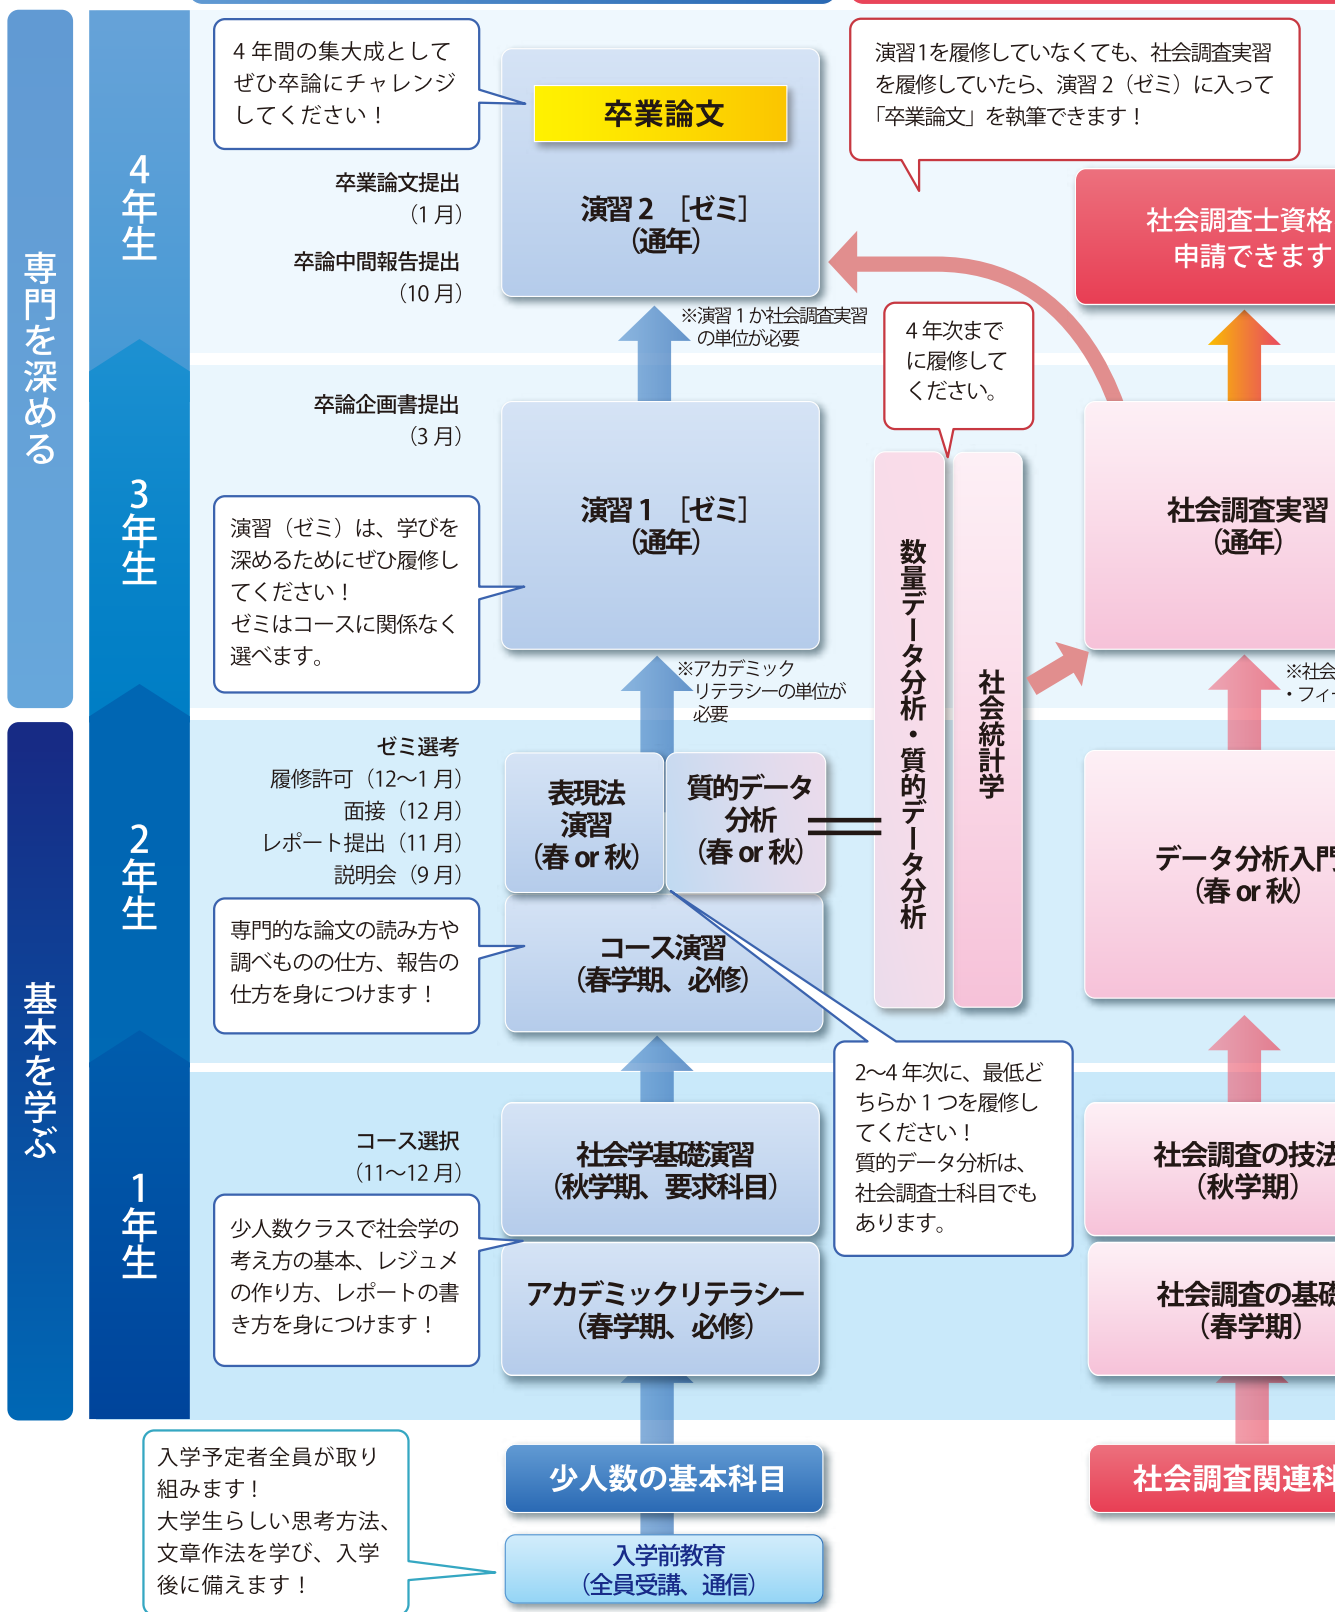 専門を深める
基本を学ぶ
4年生
3年生
2年生
1年生
4 年間の集大成として
ぜひ卒論にチャレンジ
してください！
卒業論文提出
（1 月）
卒論中間報告提出
（10 月）
卒業論文
演習 2　［ゼミ］
（通年）
演習 1 を履修していなくても、社会調査実習
を履修していたら、演習 2（ゼミ）に入って
「卒業論文」を執筆できます！
社会調査士資格
申請できます
※演習 1 か社会調査実習
の単位が必要
4 年次まで
に履修して
ください。
卒論企画書提出
（3 月）
演習（ゼミ）は、学びを
深めるためにぜひ履修し
てください！
ゼミはコースに関係なく
選べます。
演習 1　［ゼミ］
（通年）
数量データ分析・質的データ分析
社会統計学
社会調査実習
（通年）
※アカデミック
リテラシーの単位が
必要
※社会
・フィー
ゼミ選考
履修許可（12～1 月）
面接（12 月）
レポート提出（11 月）
説明会（9 月）
専門的な論文の読み方や
調べものの仕方、報告の
仕方を身につけます！
表現法
演習
（春 or 秋）
質的データ
分析
（春 or 秋）
コース演習
（春学期、必修）
データ分析入門
（春 or 秋）
2～4 年次に、最低ど
ちらか 1 つを履修し
てください！
質的データ分析は、
社会調査士科目でも
あります。
コース選択
（11～12 月）
少人数クラスで社会学の
考え方の基本、レジュメ
の作り方、レポートの書
き方を身につけます！
社会学基礎演習
（秋学期、要求科目）
アカデミックリテラシー
（春学期、必修）
社会調査の技法
（秋学期）
社会調査の基礎
（春学期）
入学予定者全員が取り
組みます！
大学生らしい思考方法、
文章作法を学び、入学
後に備えます！
少人数の基本科目
入学前教育
（全員受講、通信）
社会調査関連科